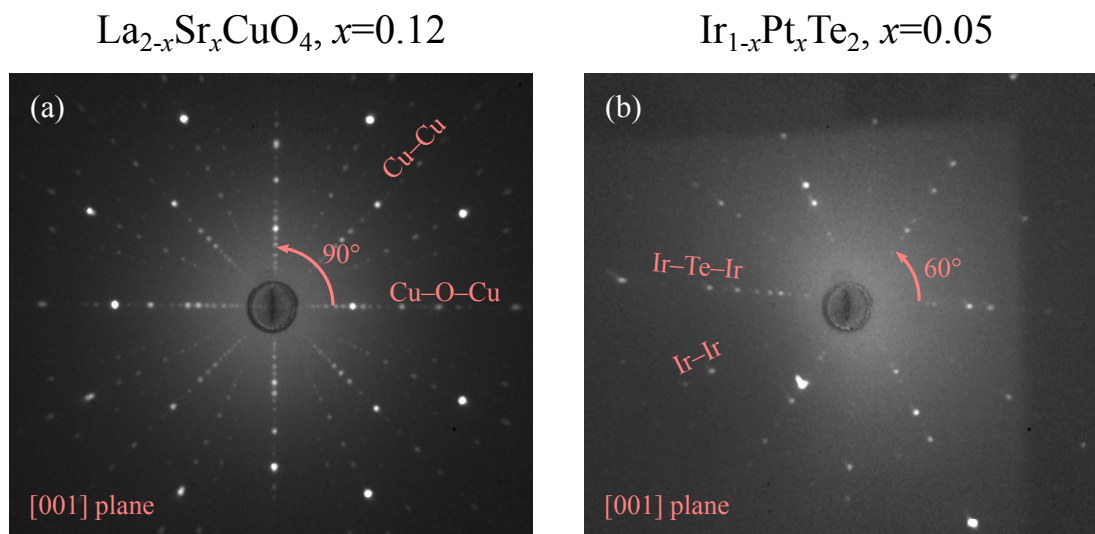 La2-xSrxCuO4, x=0.12
Ir1-xPtxTe2, x=0.05
(a)
Cu–Cu
90°
Cu–O–Cu
[001] plane
(b)
Ir–Te–Ir
60°
Ir–Ir
[001] plane